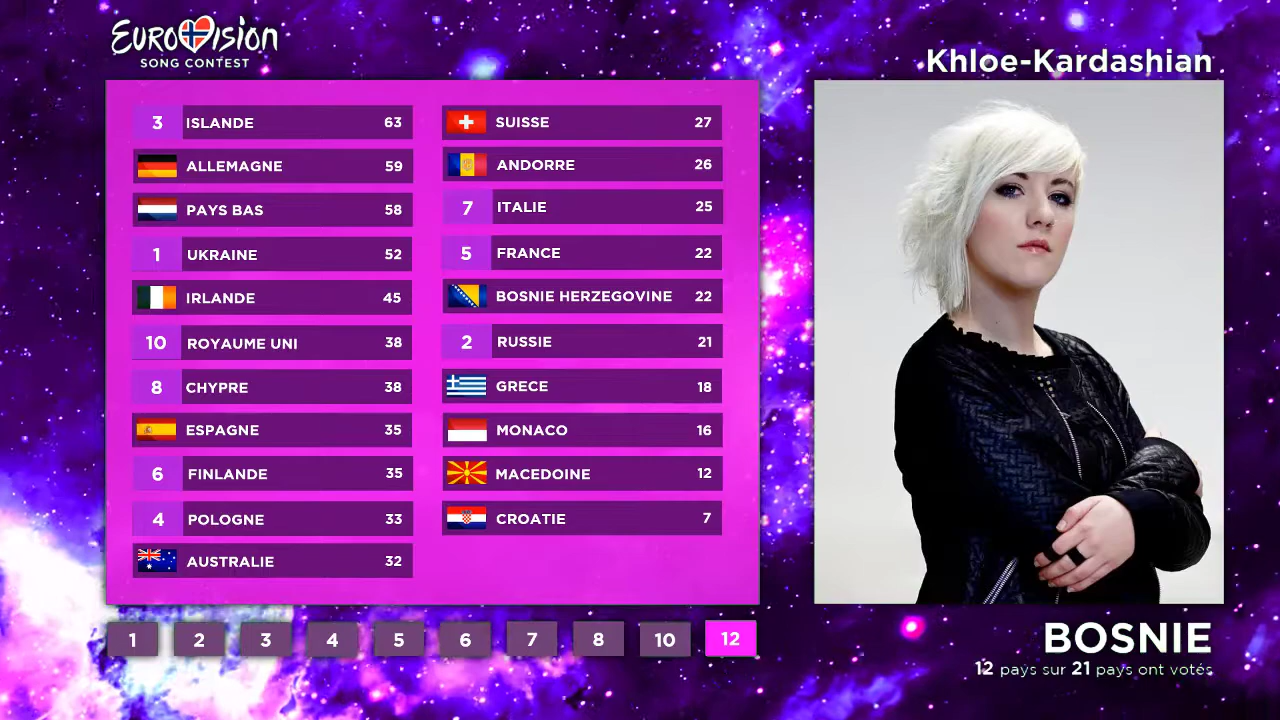 EUROVISION
SONG CONTEST
Khloe-Kardashian
3 ISLANDE 63
ALLEMAGNE 59
PAYS BAS 58
1 UKRAINE 52
IRLANDE 45
10 ROYAUME UNI 38
8 CHYPRE 38
ESPAGNE 35
6 FINLANDE 35
4 POLOGNE 33
AUSTRALIE 32
SUISSE 27
ANDORRE 26
7 ITALIE 25
5 FRANCE 22
BOSNIE HERZEGOVINE 22
2 RUSSIE 21
GRECE 18
MONACO 16
MACEDOINE 12
CROATIE 7
1 2 3 4 5 6 7 8 10 12
BOSNIE
12 pays sur 21 pays ont votés